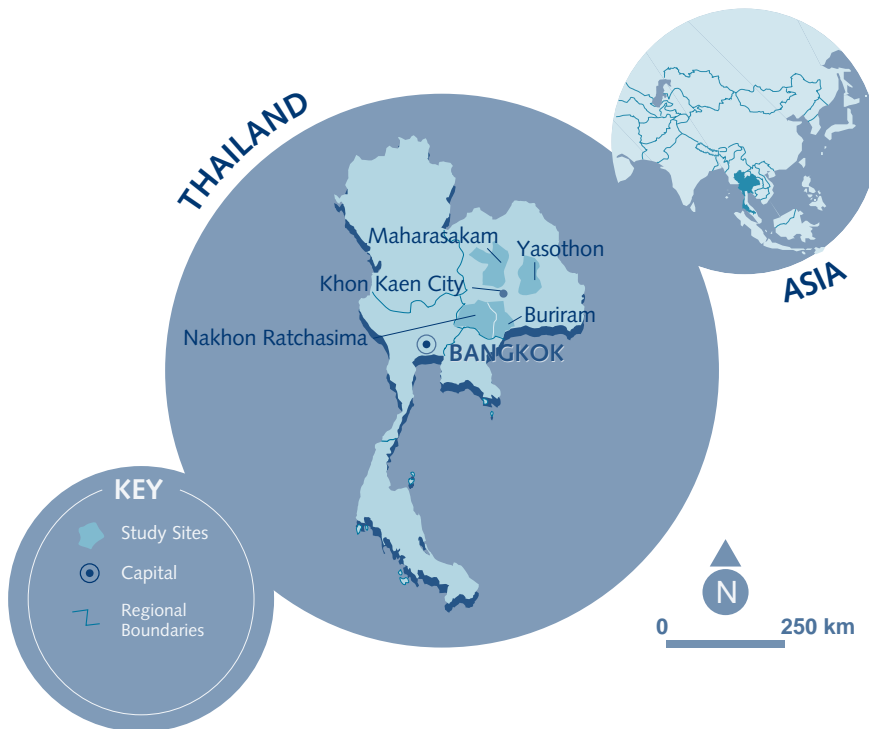 THAILAND
ASIA
Maharasakam
Yasothon
Khon Kaen City
Buriram
Nakhon Ratchasima
BANGKOK
KEY
Study Sites
Capital
Regional
Boundaries
N
0 250 km